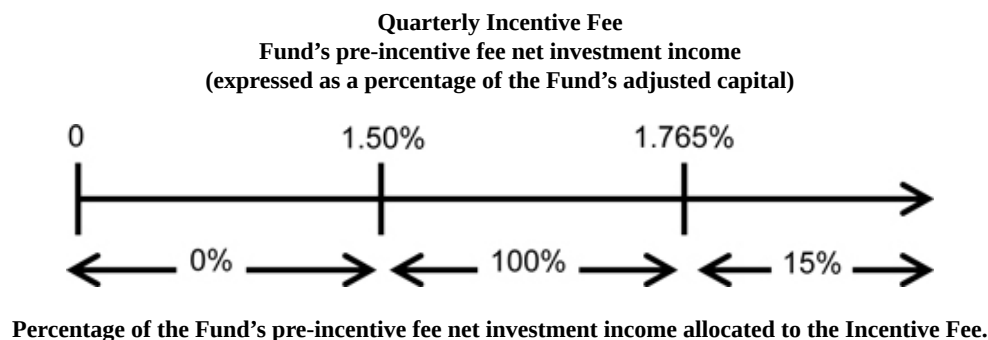 Quarterly Incentive Fee
Fund’s pre-incentive fee net investment income
(expressed as a percentage of the Fund’s adjusted capital)
0 1.50% 1.765%
0% 100% 15%
Percentage of the Fund’s pre-incentive fee net investment income allocated to the Incentive Fee.